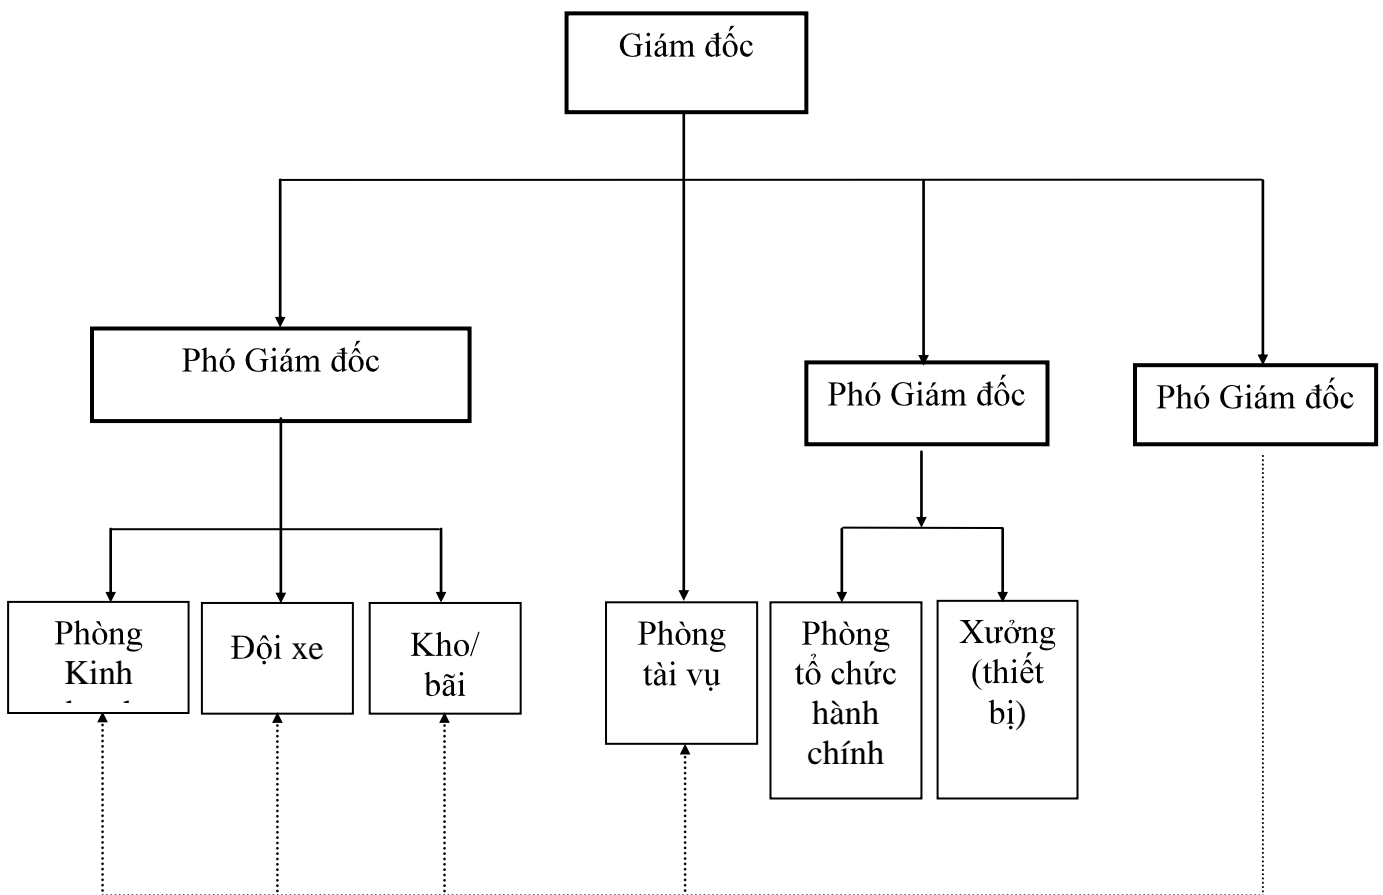 Giám đốc
Phó Giám đốc
Phó Giám đốc
Phó Giám đốc
Phòng
Kinh
Đội xe
Kho/
bãi
Phòng
tài vụ
Phòng
tổ chức
hành
chính
Xưởng
(thiết
bị)